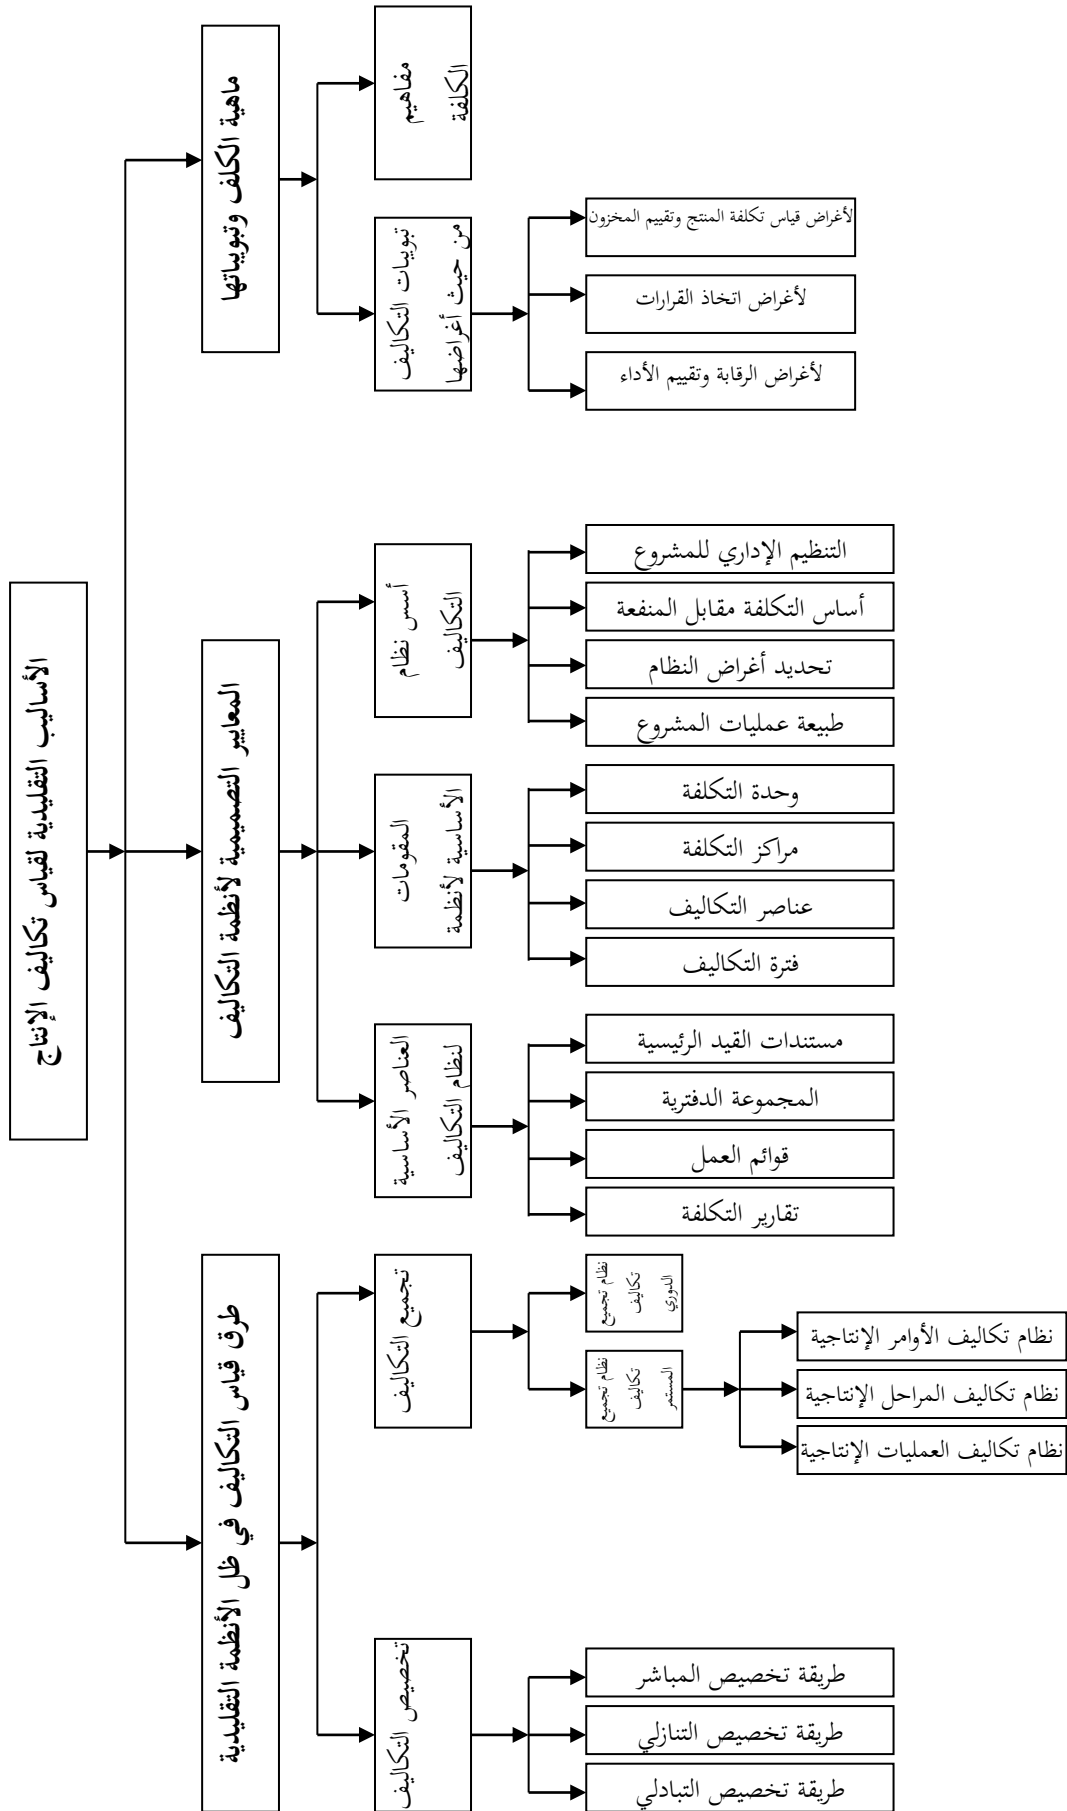 الأساليب التقليدية لقياس تكاليف الإنتاج
ماهية الكلف وتبويباتها
مفاهيم
الكلفة
تبويبات التكاليف
من حيث أغراضها
لأغراض قياس تكلفة المنتج وتقييم المخزون
لأغراض اتخاذ القرارات
لأغراض الرقابة وتقييم الأداء
المعايير التصميمية لأنظمة التكاليف
أسس نظام
التكاليف
التنظيم الإداري للمشروع
أساس التكلفة مقابل المنفعة
تحديد أغراض النظام
طبيعة عمليات المشروع
المقومات
الأساسية لأنظمة
وحدة التكلفة
مراكز التكلفة
عناصر التكاليف
فترة التكاليف
العناصر الأساسية
لنظام التكاليف
مستندات القيد الرئيسية
المجموعة الدفترية
قوائم العمل
تقارير التكلفة
طرق قياس التكاليف في ظل الأنظمة التقليدية
تجميع التكاليف
نظام تجميع
تكاليف
الدوري
نظام تجميع
تكاليف
المستمر
نظام تكاليف الأوامر الإنتاجية
نظام تكاليف المراحل الإنتاجية
نظام تكاليف العمليات الإنتاجية
تخصيص التكاليف
طريقة تخصيص المباشر
طريقة تخصيص التنازلي
طريقة تخصيص التبادلي